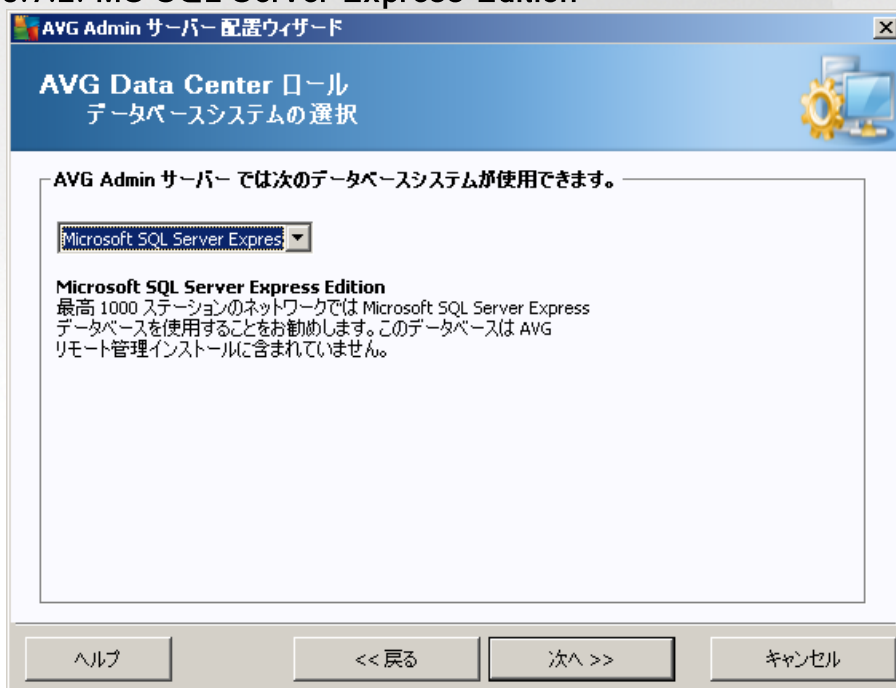 AVG Admin サーバー 配置ウィザード
AVG Data Center ロール
データベースシステムの選択
AVG Admin サーバー では次のデータベースシステムが使用できます。
Microsoft SQL Server Expres
Microsoft SQL Server Express Edition
最高 1000 ステーションのネットワークでは Microsoft SQL Server Express
データベースを使用することをお勧めします。このデータベースは AVG
リモート管理インストールに含まれていません。
ヘルプ
<< 戻る
次へ >>
キャンセル